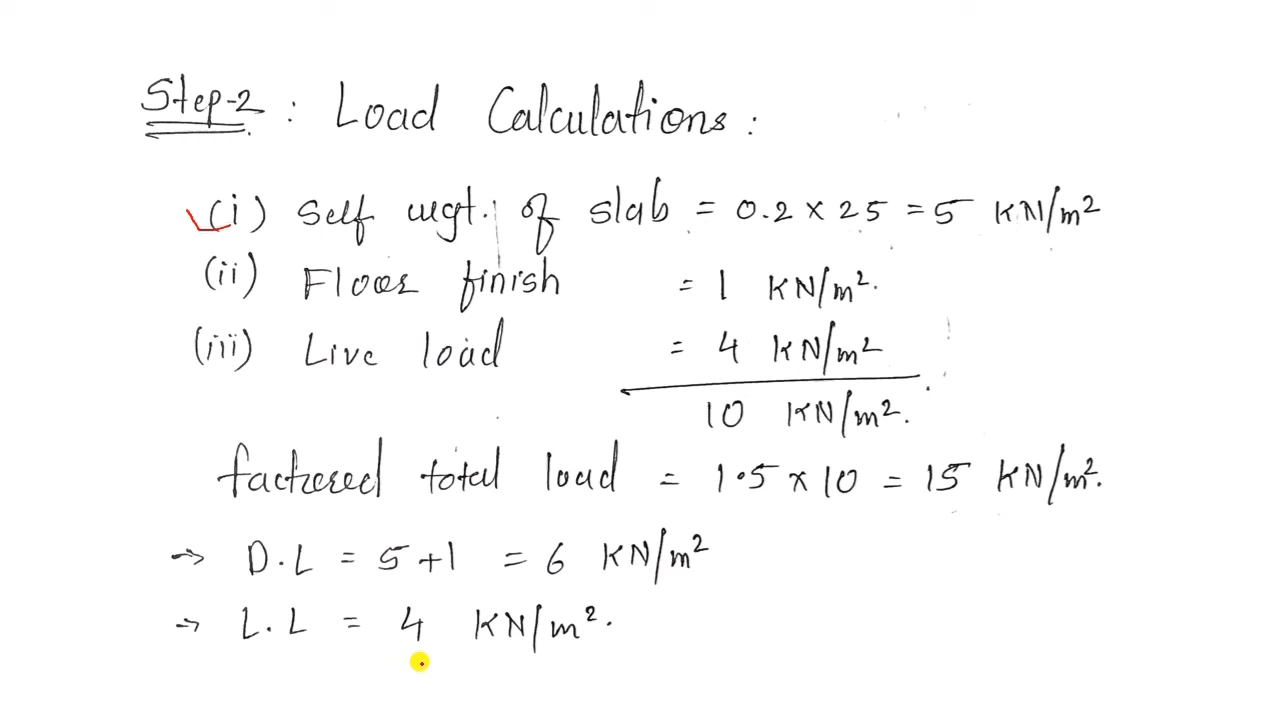 Step-2 : Load Calculations :
(i) Self wgt. of slab = 0.2 × 25 = 5 KN/m²
(ii) Floor finish = 1 KN/m².
(iii) Live load = 4 KN/m²
10 KN/m².
factored total load = 1.5 × 10 = 15 KN/m².
→ D.L = 5+1 = 6 KN/m²
→ L.L = 4 KN/m².